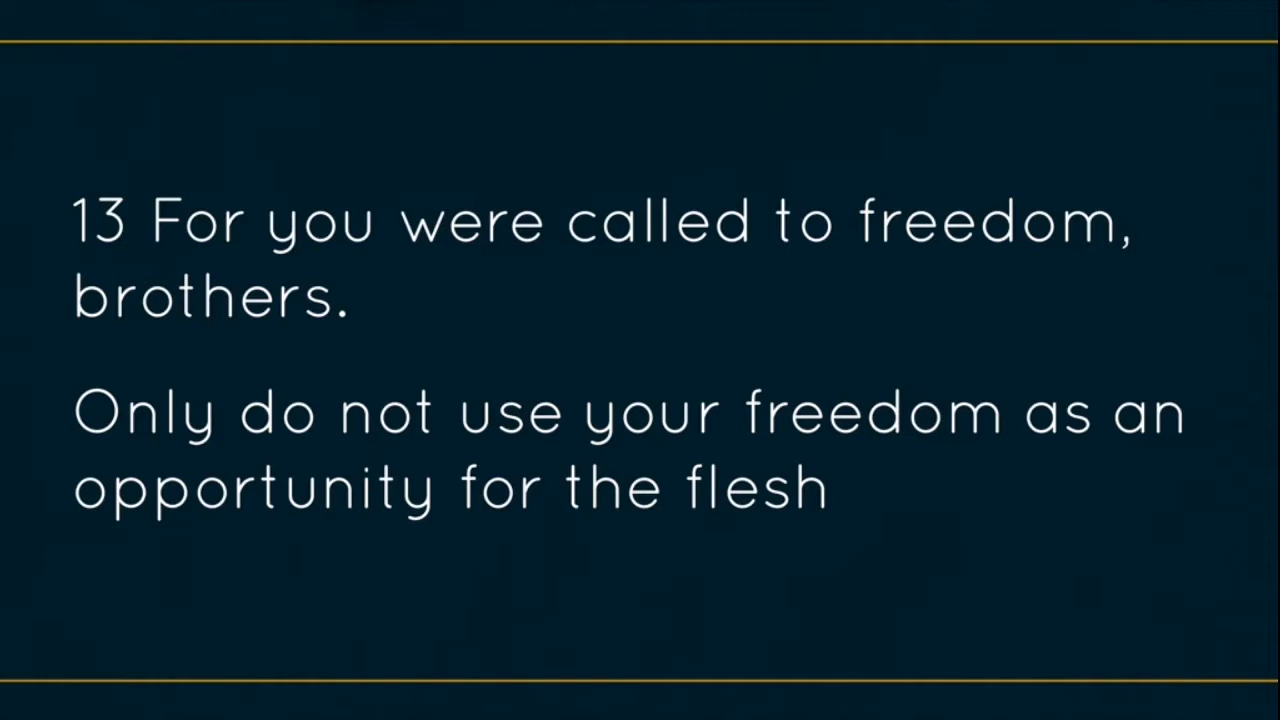 13 For you were called to freedom,
brothers.
Only do not use your freedom as an
opportunity for the flesh